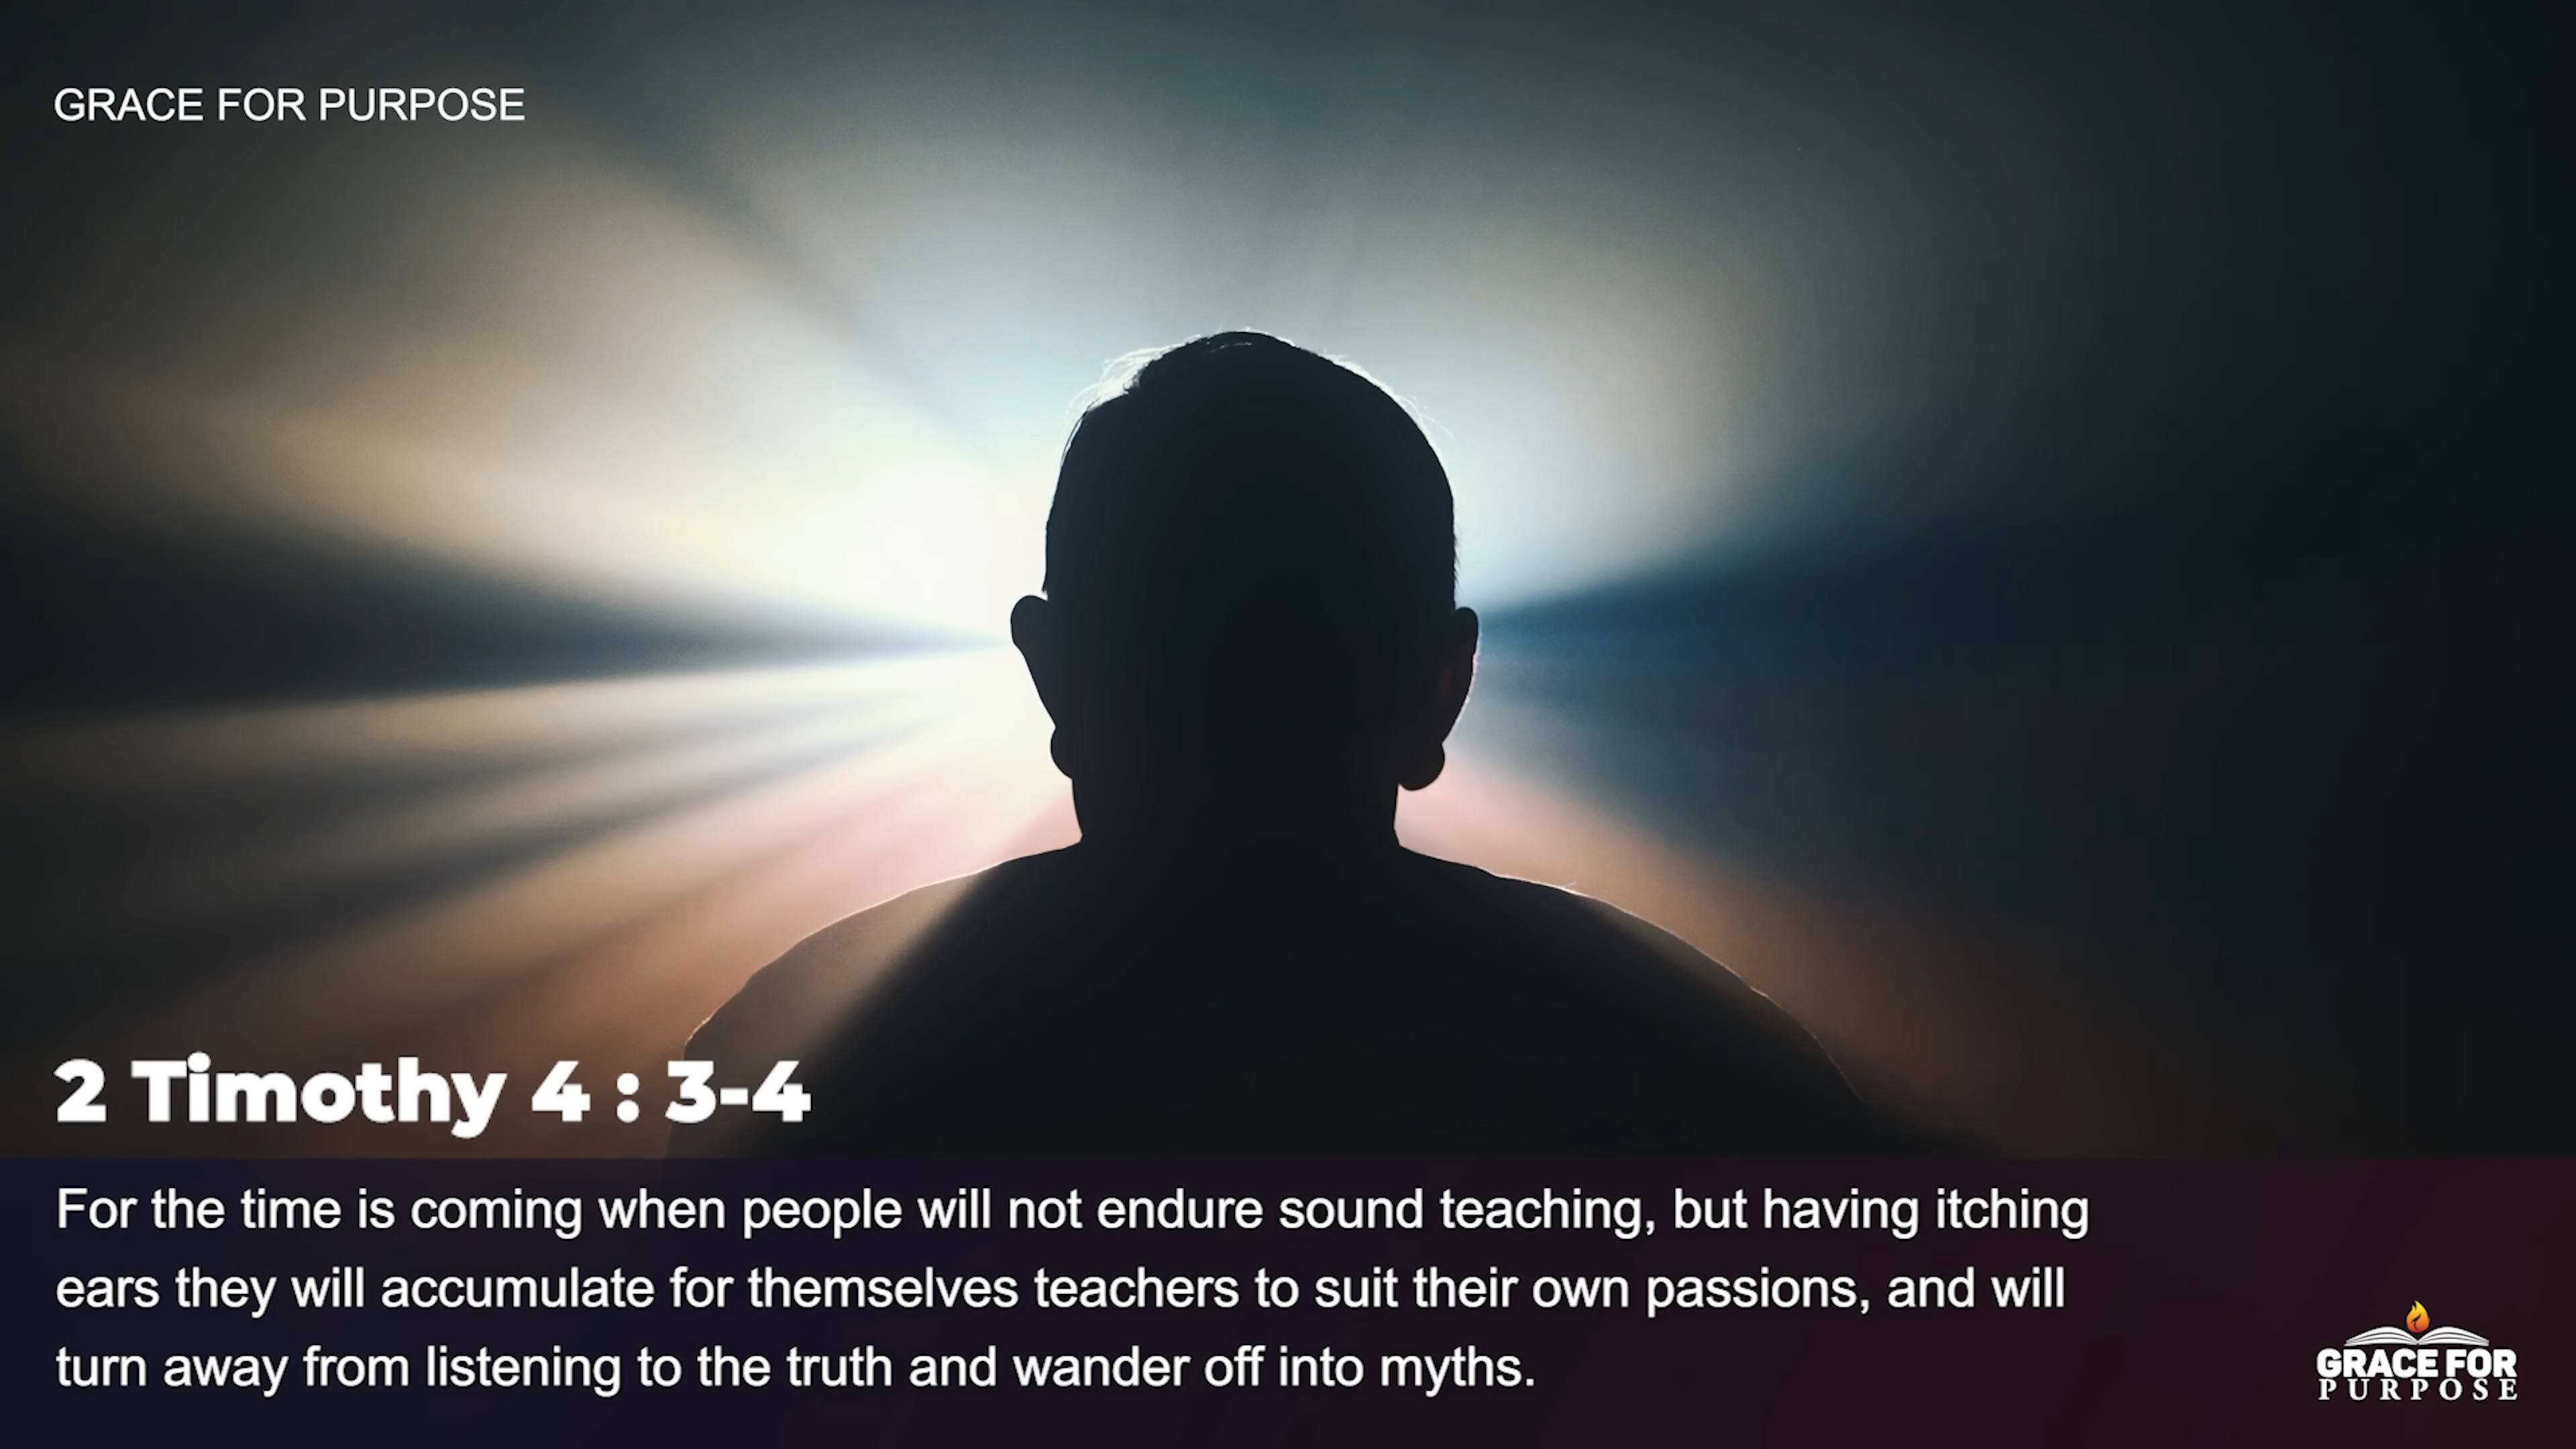 GRACE FOR PURPOSE
2 Timothy 4 : 3-4
For the time is coming when people will not endure sound teaching, but having itching
ears they will accumulate for themselves teachers to suit their own passions, and will
turn away from listening to the truth and wander off into myths.
GRACE FOR
PURPOSE